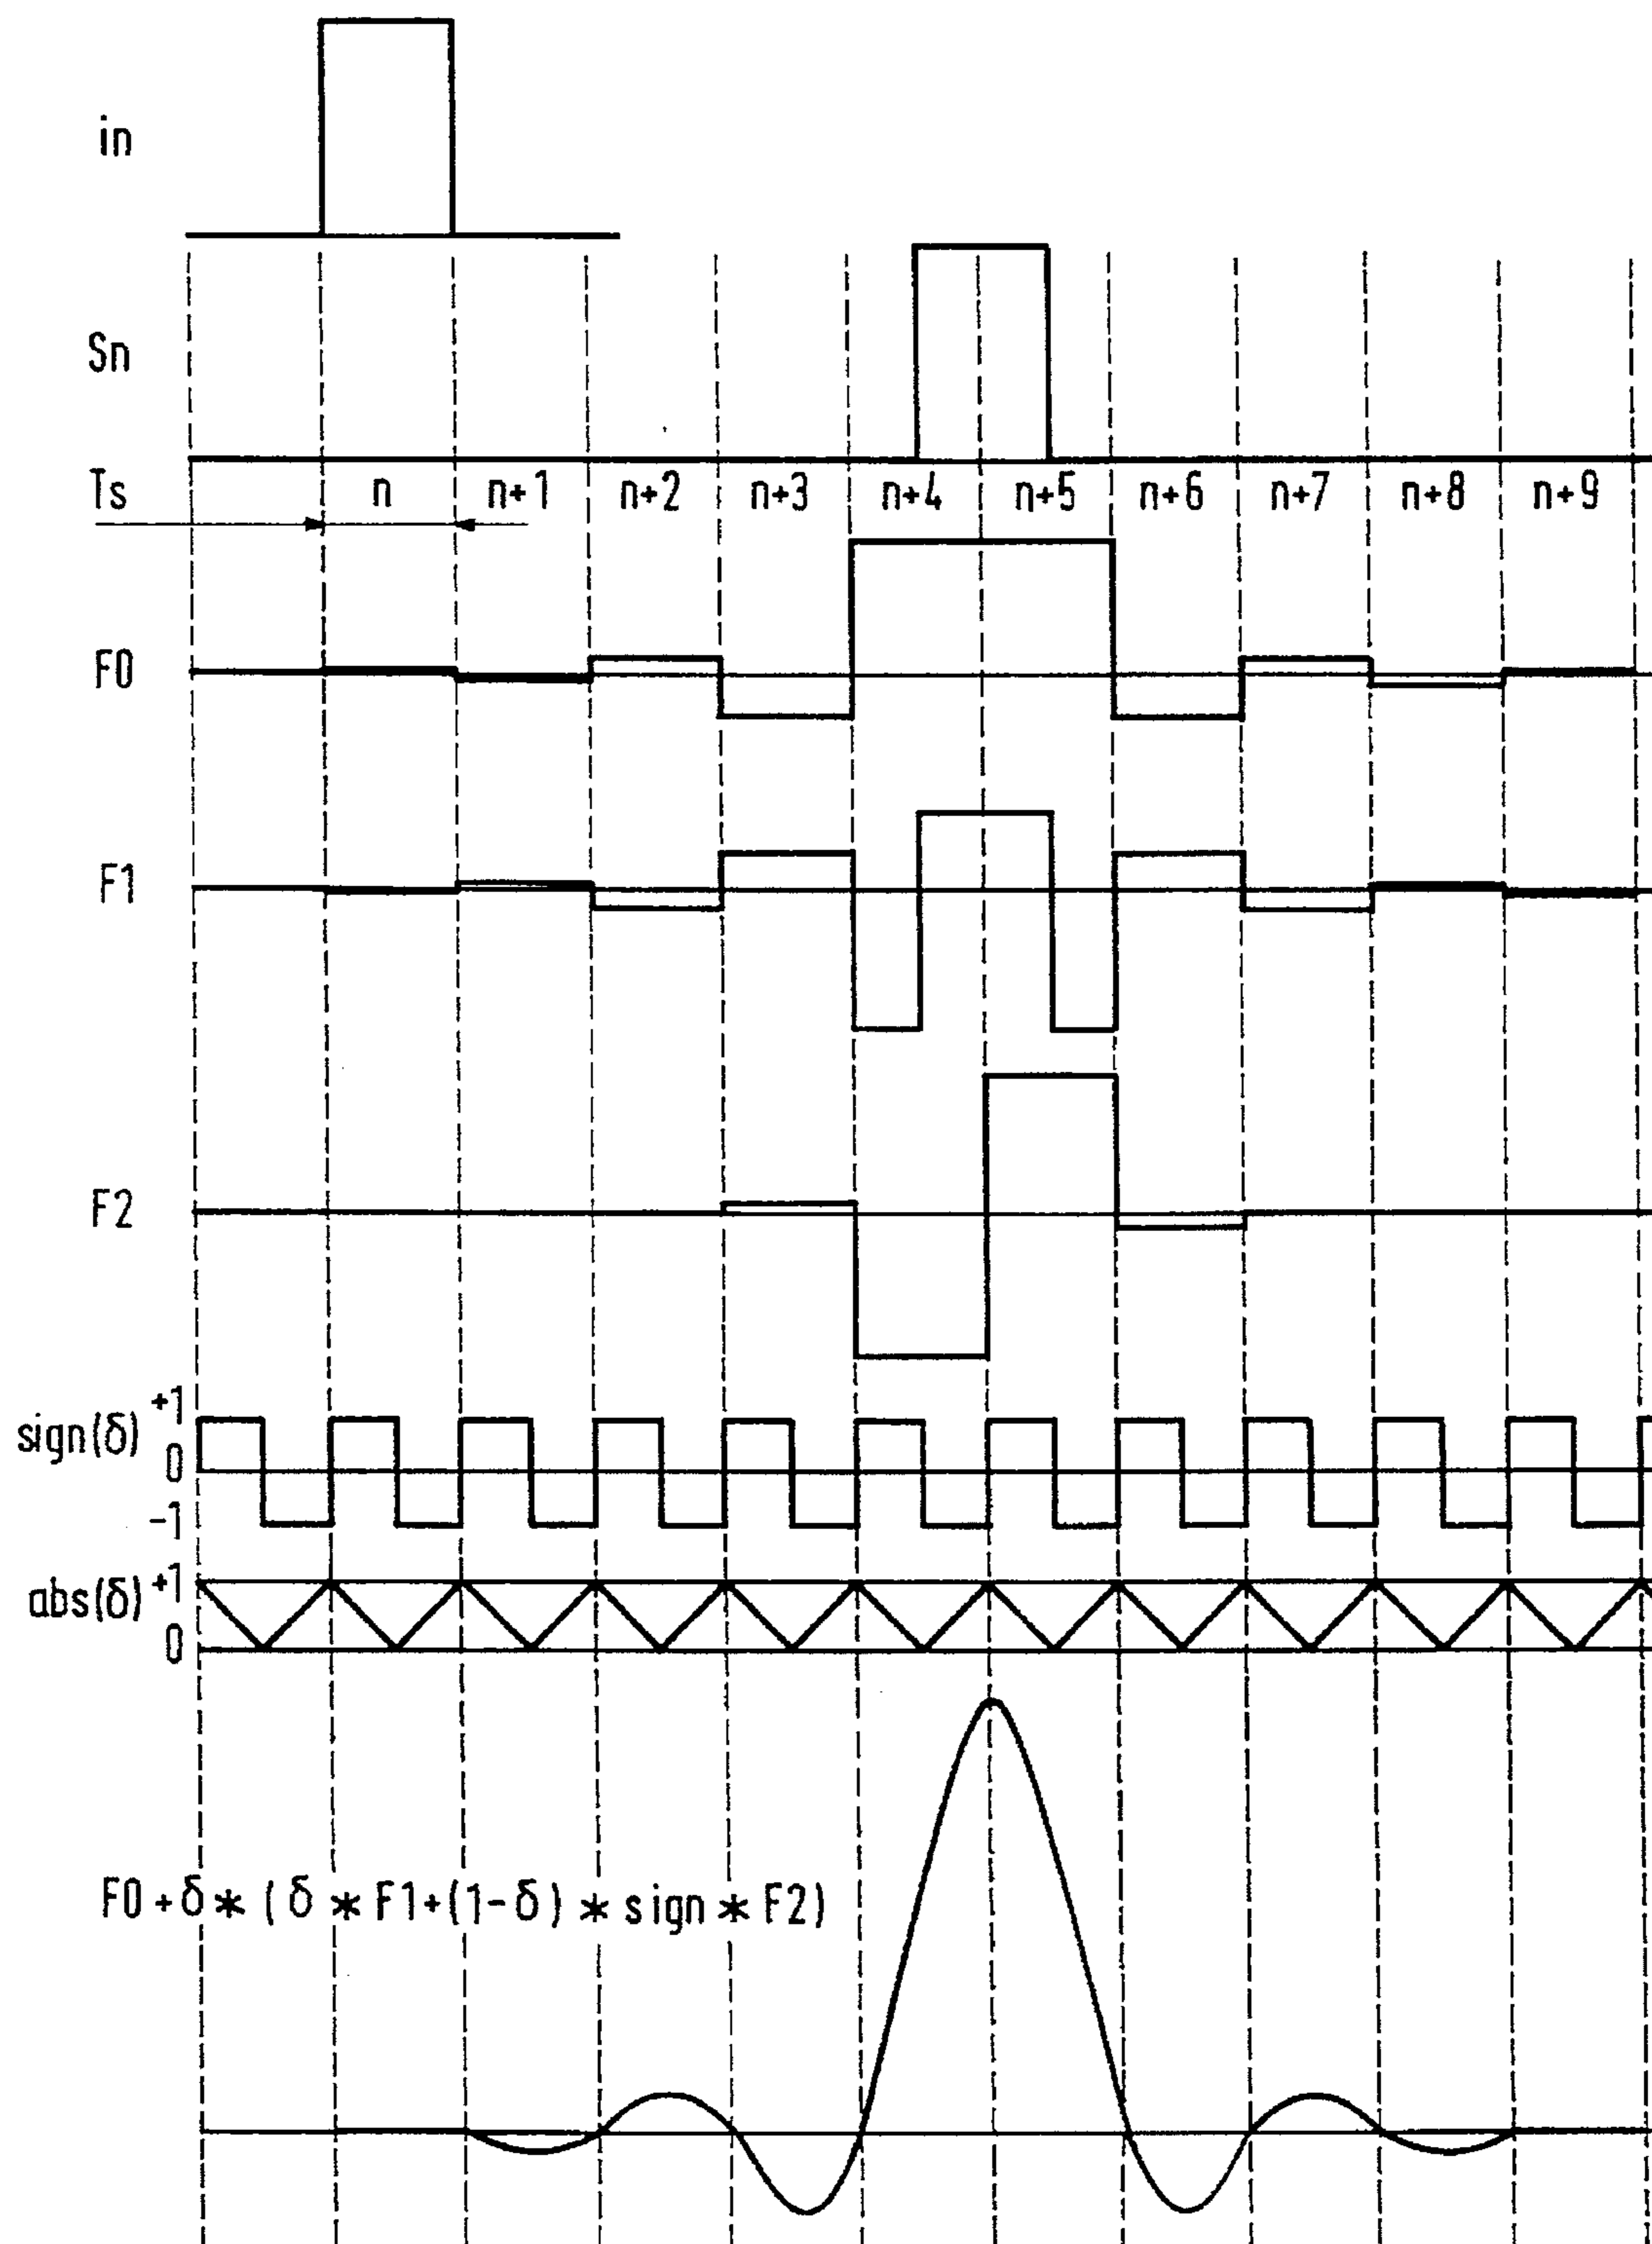 in
Sn
Ts n n+1 n+2 n+3 n+4 n+5 n+6 n+7 n+8 n+9
F0
F1
F2
+1
sign(δ) 0
-1
abs(δ) +1
0
F0+δ*(δ*F1+(1-δ)*sign*F2)